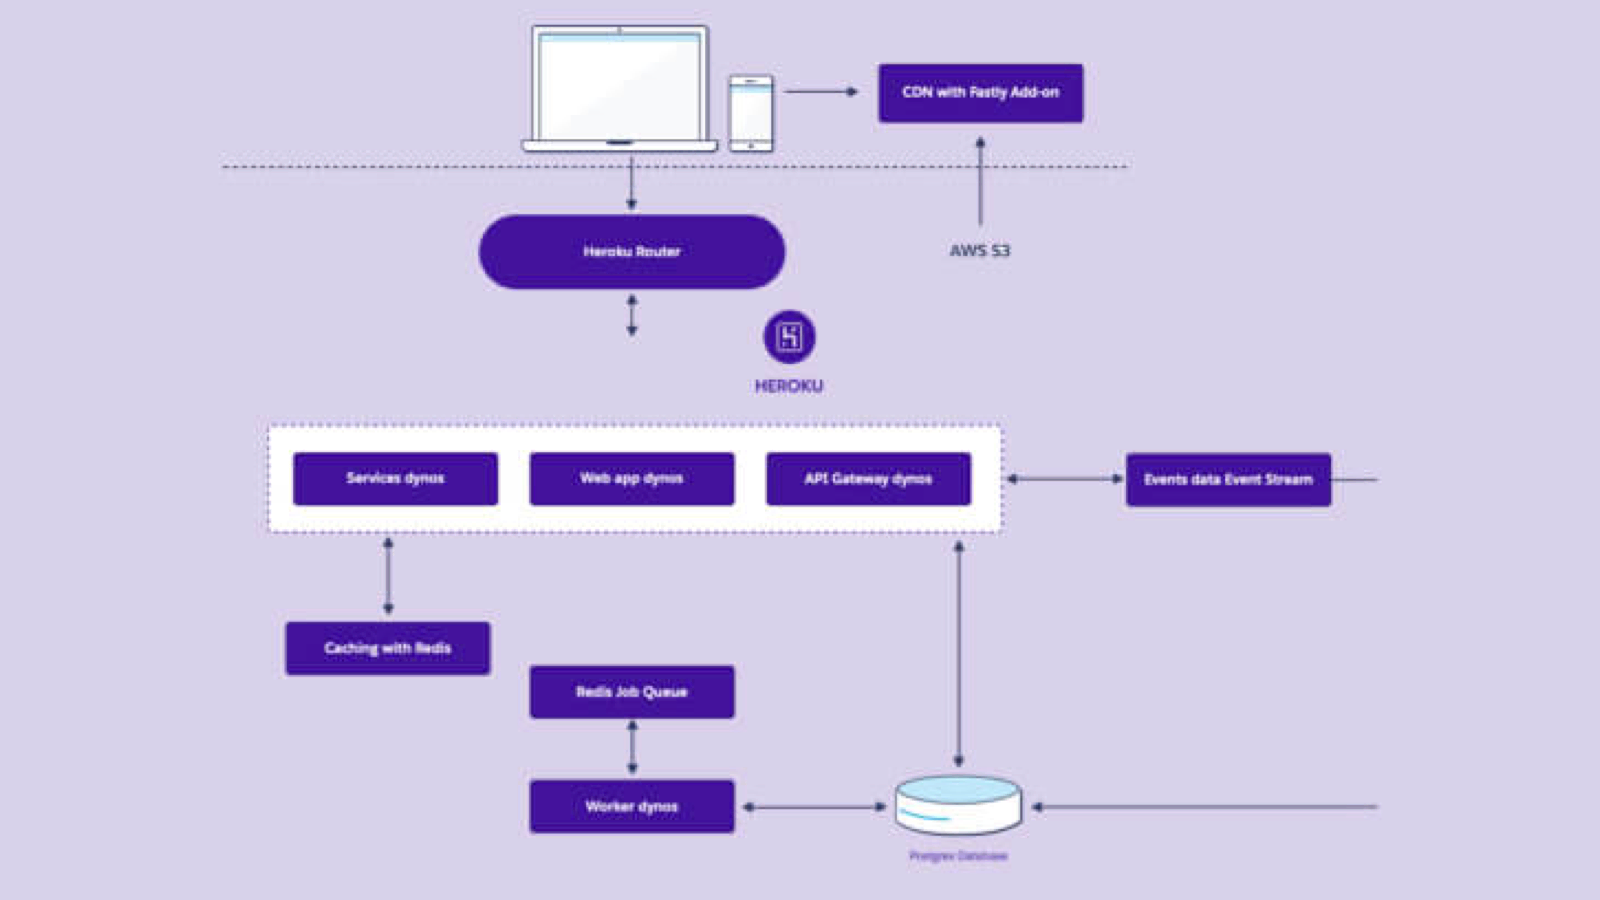 CDN with Fastly Add-on
Heroku Router
AWS S3
HEROKU
Services dynos
Web app dynos
API Gateway dynos
Events data Event Stream
Caching with Redis
Redis Job Queue
Worker dynos
Postgres Database